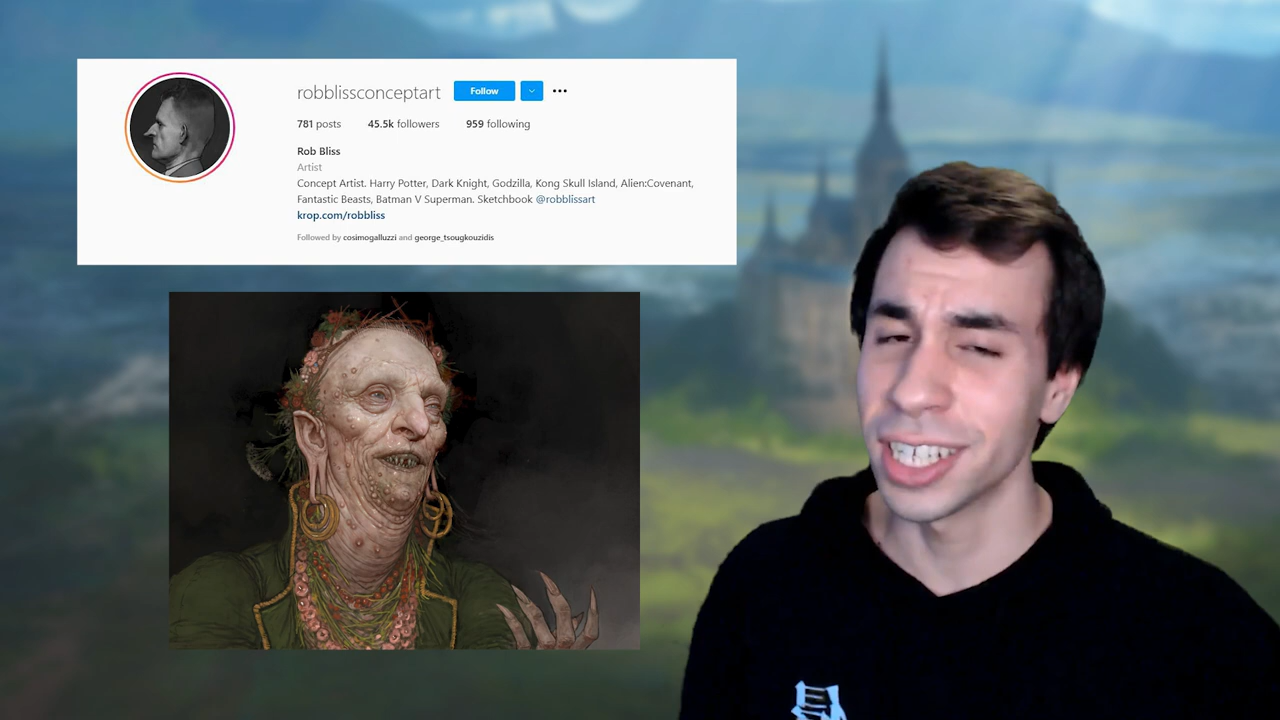 robblissconceptart Follow
781 posts 45.5k followers 959 following
Rob Bliss
Artist
Concept Artist. Harry Potter, Dark Knight, Godzilla, Kong Skull Island, Alien:Covenant,
Fantastic Beasts, Batman V Superman. Sketchbook @robblissart
krop.com/robbliss
Followed by cosimogalluzzi and george_tsougkouzidis